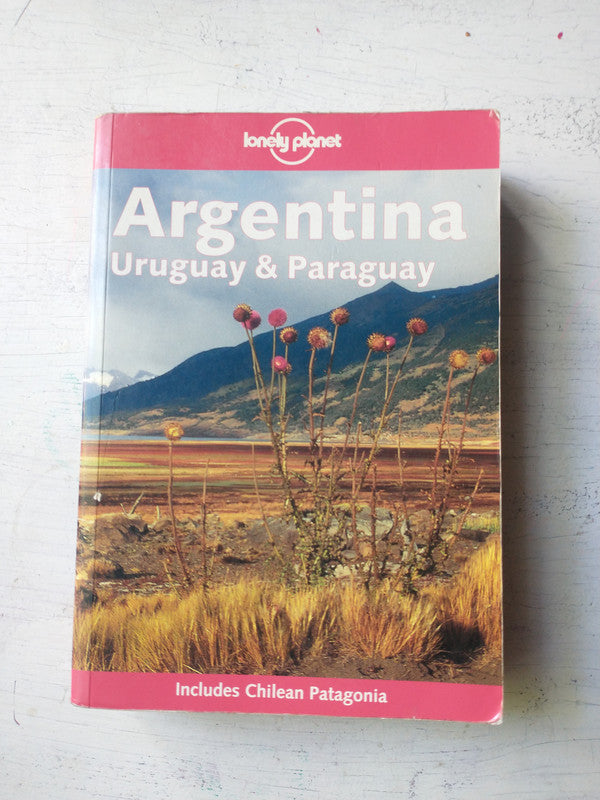 lonely planet
Argentina
Uruguay & Paraguay
Includes Chilean Patagonia